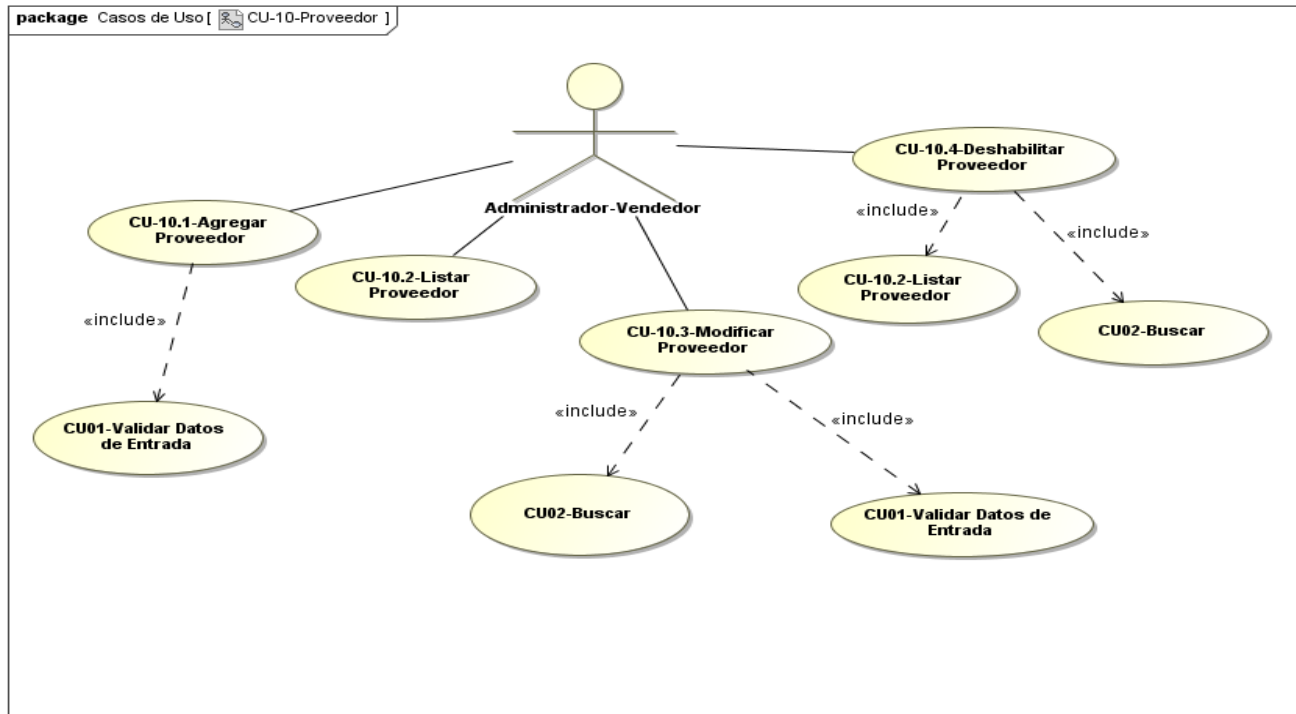 package Casos de Uso [ CU-10-Proveedor ]
CU-10.4-Deshabilitar
Proveedor
Administrador-Vendedor
«include»
«include»
CU-10.1-Agregar
Proveedor
CU-10.2-Listar
Proveedor
CU-10.2-Listar
Proveedor
CU02-Buscar
CU-10.3-Modificar
Proveedor
«include»
«include»
«include»
CU01-Validar Datos
de Entrada
CU02-Buscar
CU01-Validar Datos de
Entrada